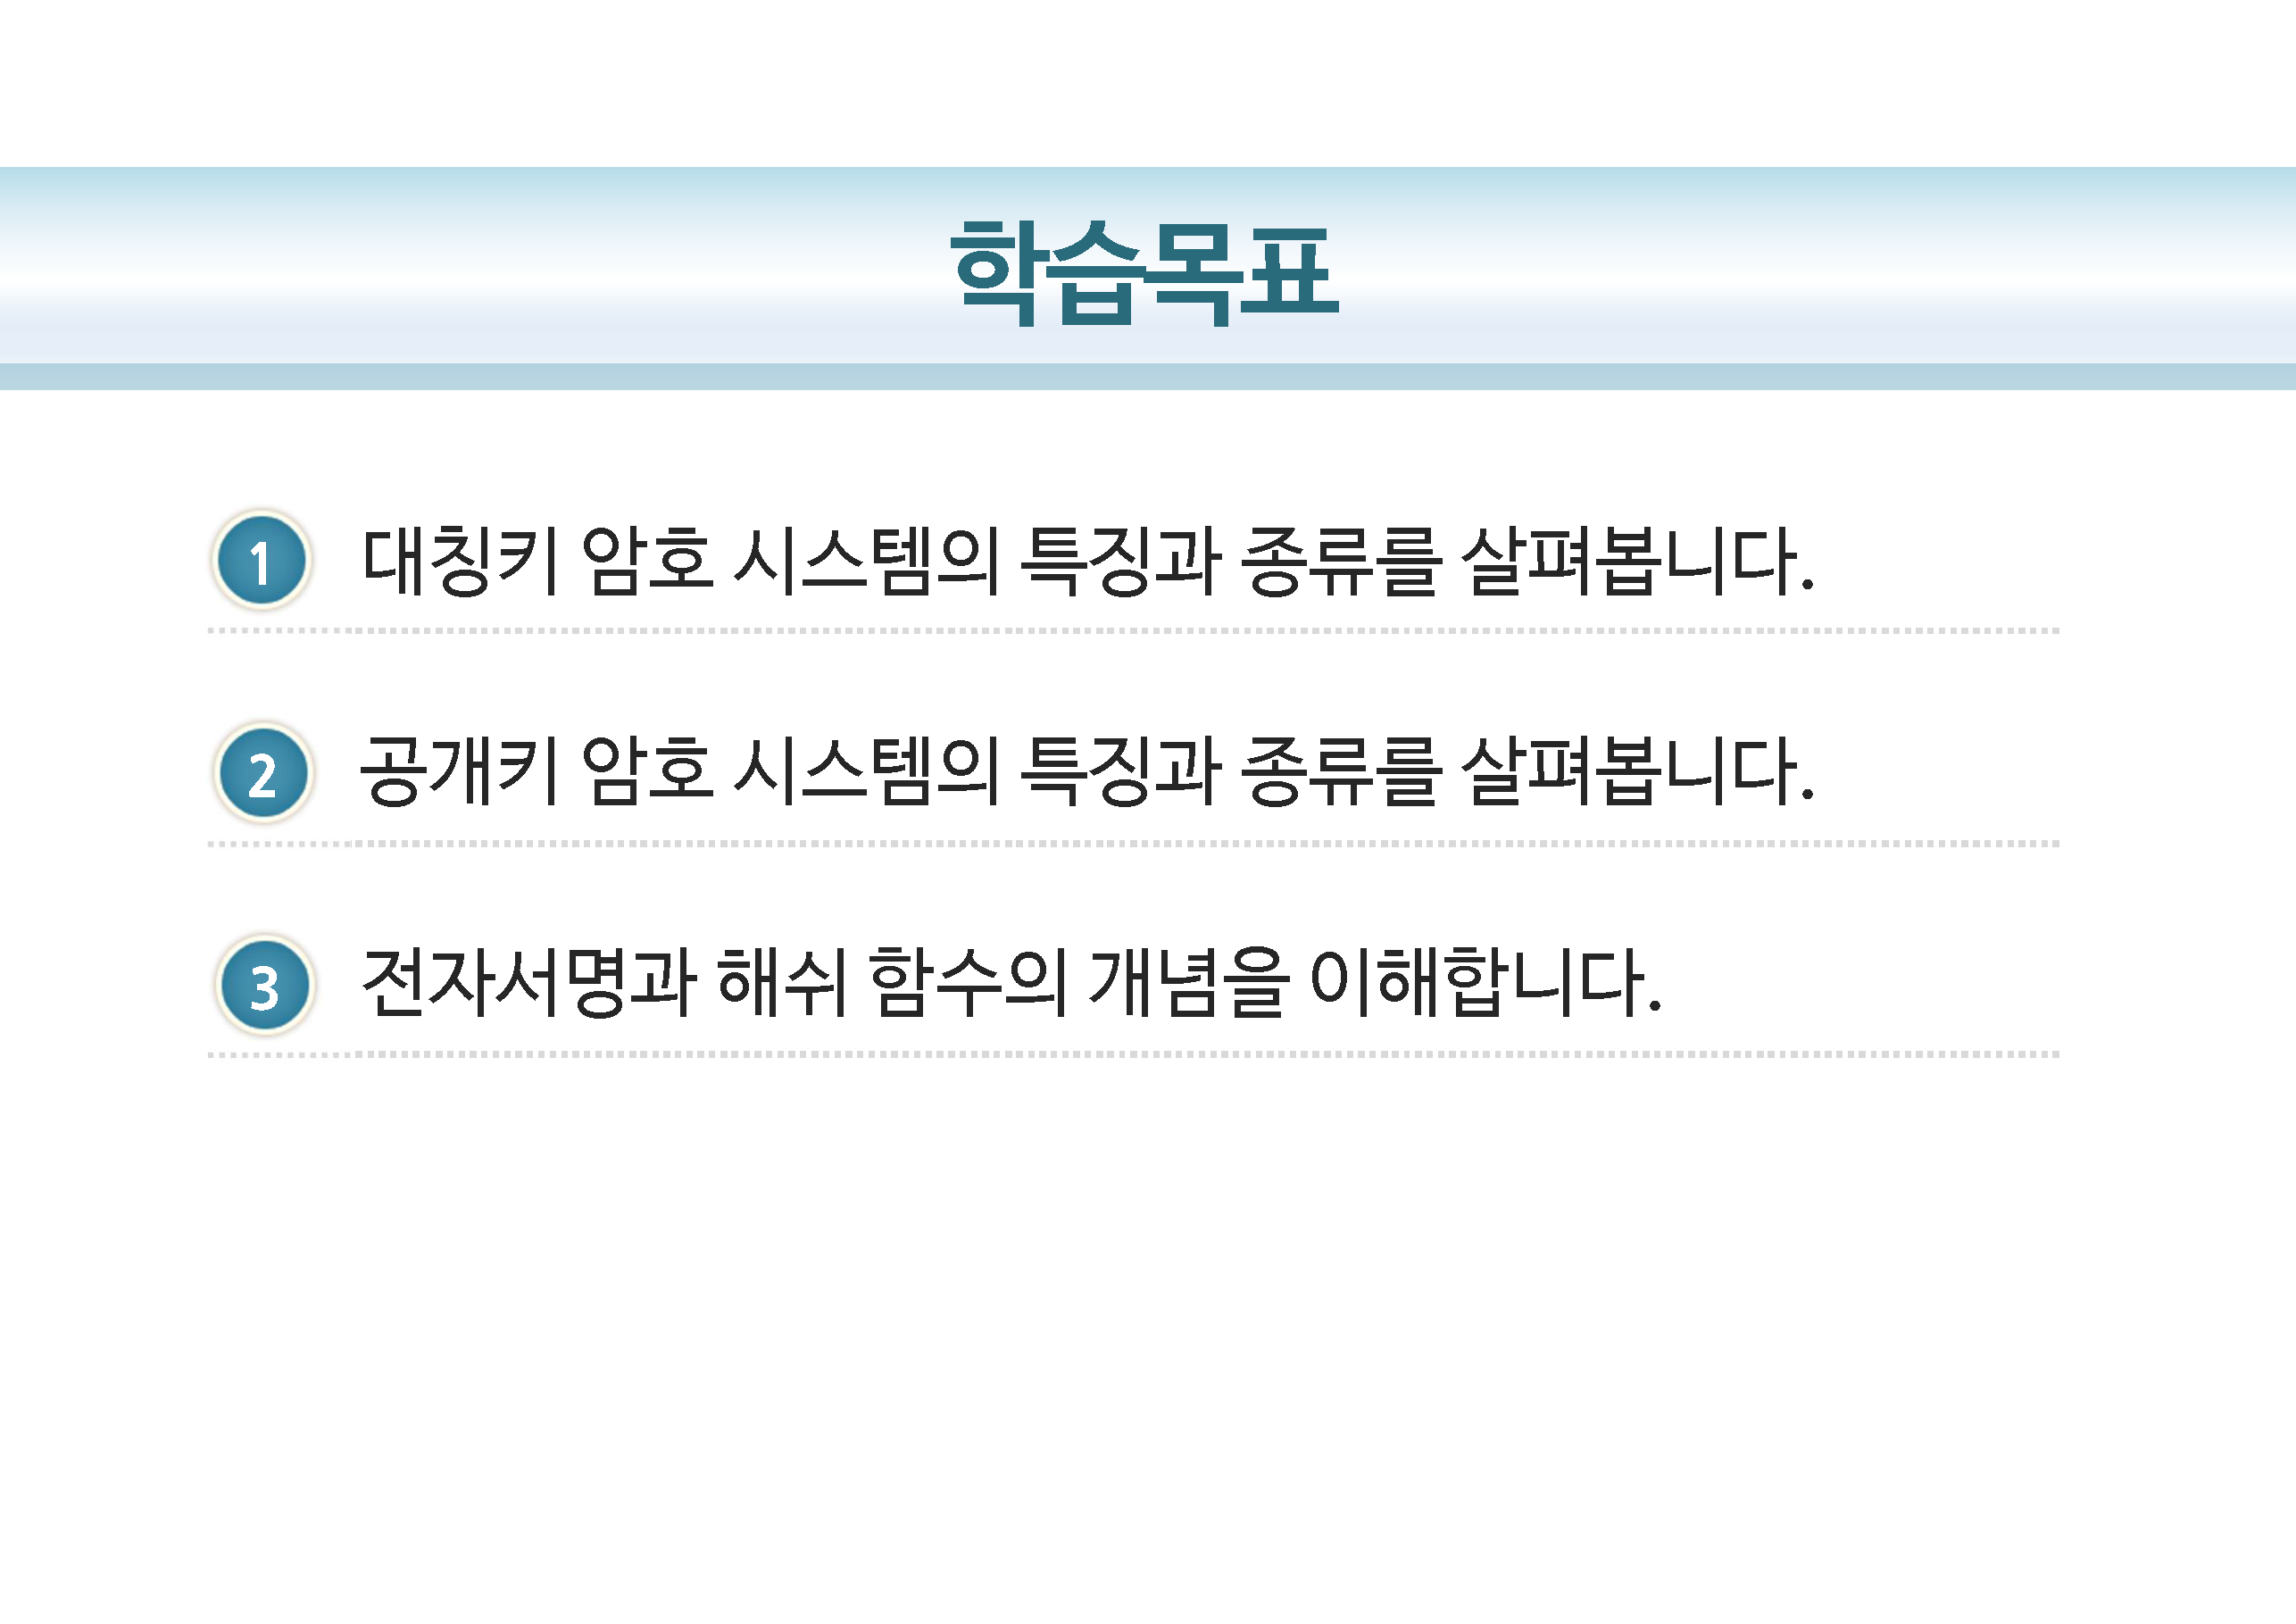 학습목표
1 대칭키 암호 시스템의 특징과 종류를 살펴봅니다.
2 공개키 암호 시스템의 특징과 종류를 살펴봅니다.
3 전자서명과 해쉬 함수의 개념을 이해합니다.